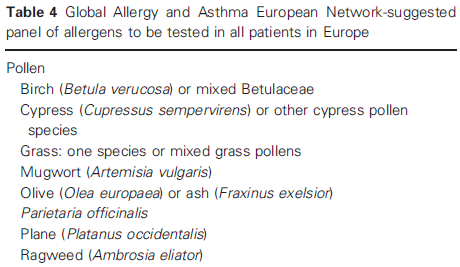 Table 4 Global Allergy and Asthma European Network-suggested
panel of allergens to be tested in all patients in Europe
Pollen
Birch (Betula verucosa) or mixed Betulaceae
Cypress (Cupressus sempervirens) or other cypress pollen
species
Grass: one species or mixed grass pollens
Mugwort (Artemisia vulgaris)
Olive (Olea europaea) or ash (Fraxinus exelsior)
Parietaria officinalis
Plane (Platanus occidentalis)
Ragweed (Ambrosia eliator)